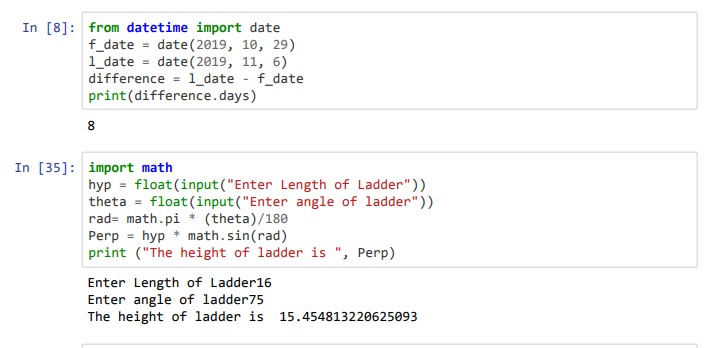 In [8]: from datetime import date
f_date = date(2019, 10, 29)
l_date = date(2019, 11, 6)
difference = l_date - f_date
print(difference.days)
8
In [35]: import math
hyp = float(input("Enter Length of Ladder"))
theta = float(input("Enter angle of ladder"))
rad= math.pi * (theta)/180
Perp = hyp * math.sin(rad)
print ("The height of ladder is ", Perp)
Enter Length of Ladder16
Enter angle of ladder75
The height of ladder is  15.454813220625093